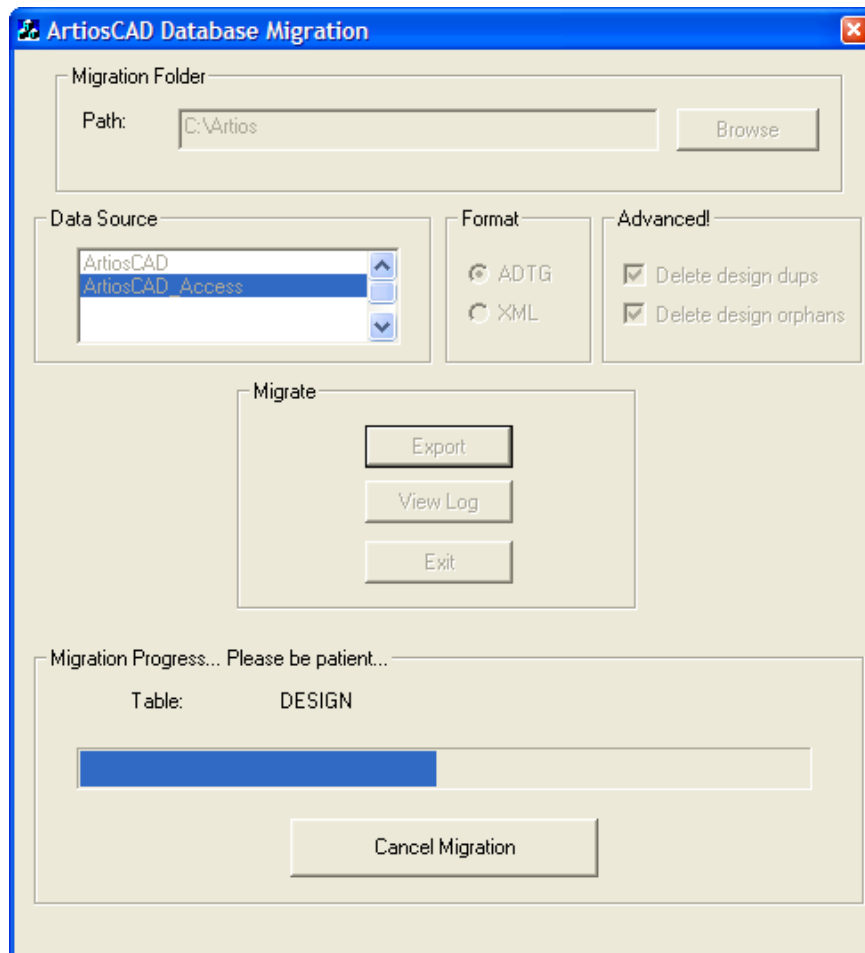 ArtiosCAD Database Migration
Migration Folder
Path: C:\Artios Browse
Data Source
ArtiosCAD
ArtiosCAD_Access
Format
ADTG
XML
Advanced!
Delete design dups
Delete design orphans
Migrate
Export
View Log
Exit
Migration Progress... Please be patient...
Table: DESIGN
Cancel Migration